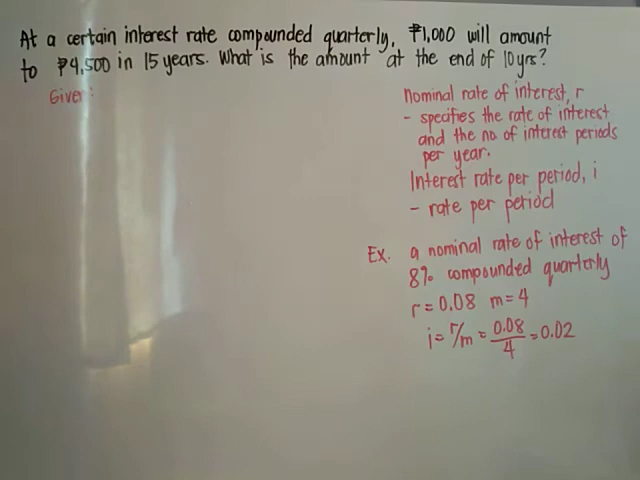 At a certain interest rate compounded quarterly, ₱1,000 will amount
to ₱4,500 in 15 years. What is the amount at the end of 10 yrs?
Given:
Nominal rate of interest, r
- specifies the rate of interest
and the no. of interest periods
per year.
Interest rate per period, i
- rate per period
Ex. a nominal rate of interest of
8% compounded quarterly
r = 0.08 m = 4
i = r/m = 0.08/4 = 0.02